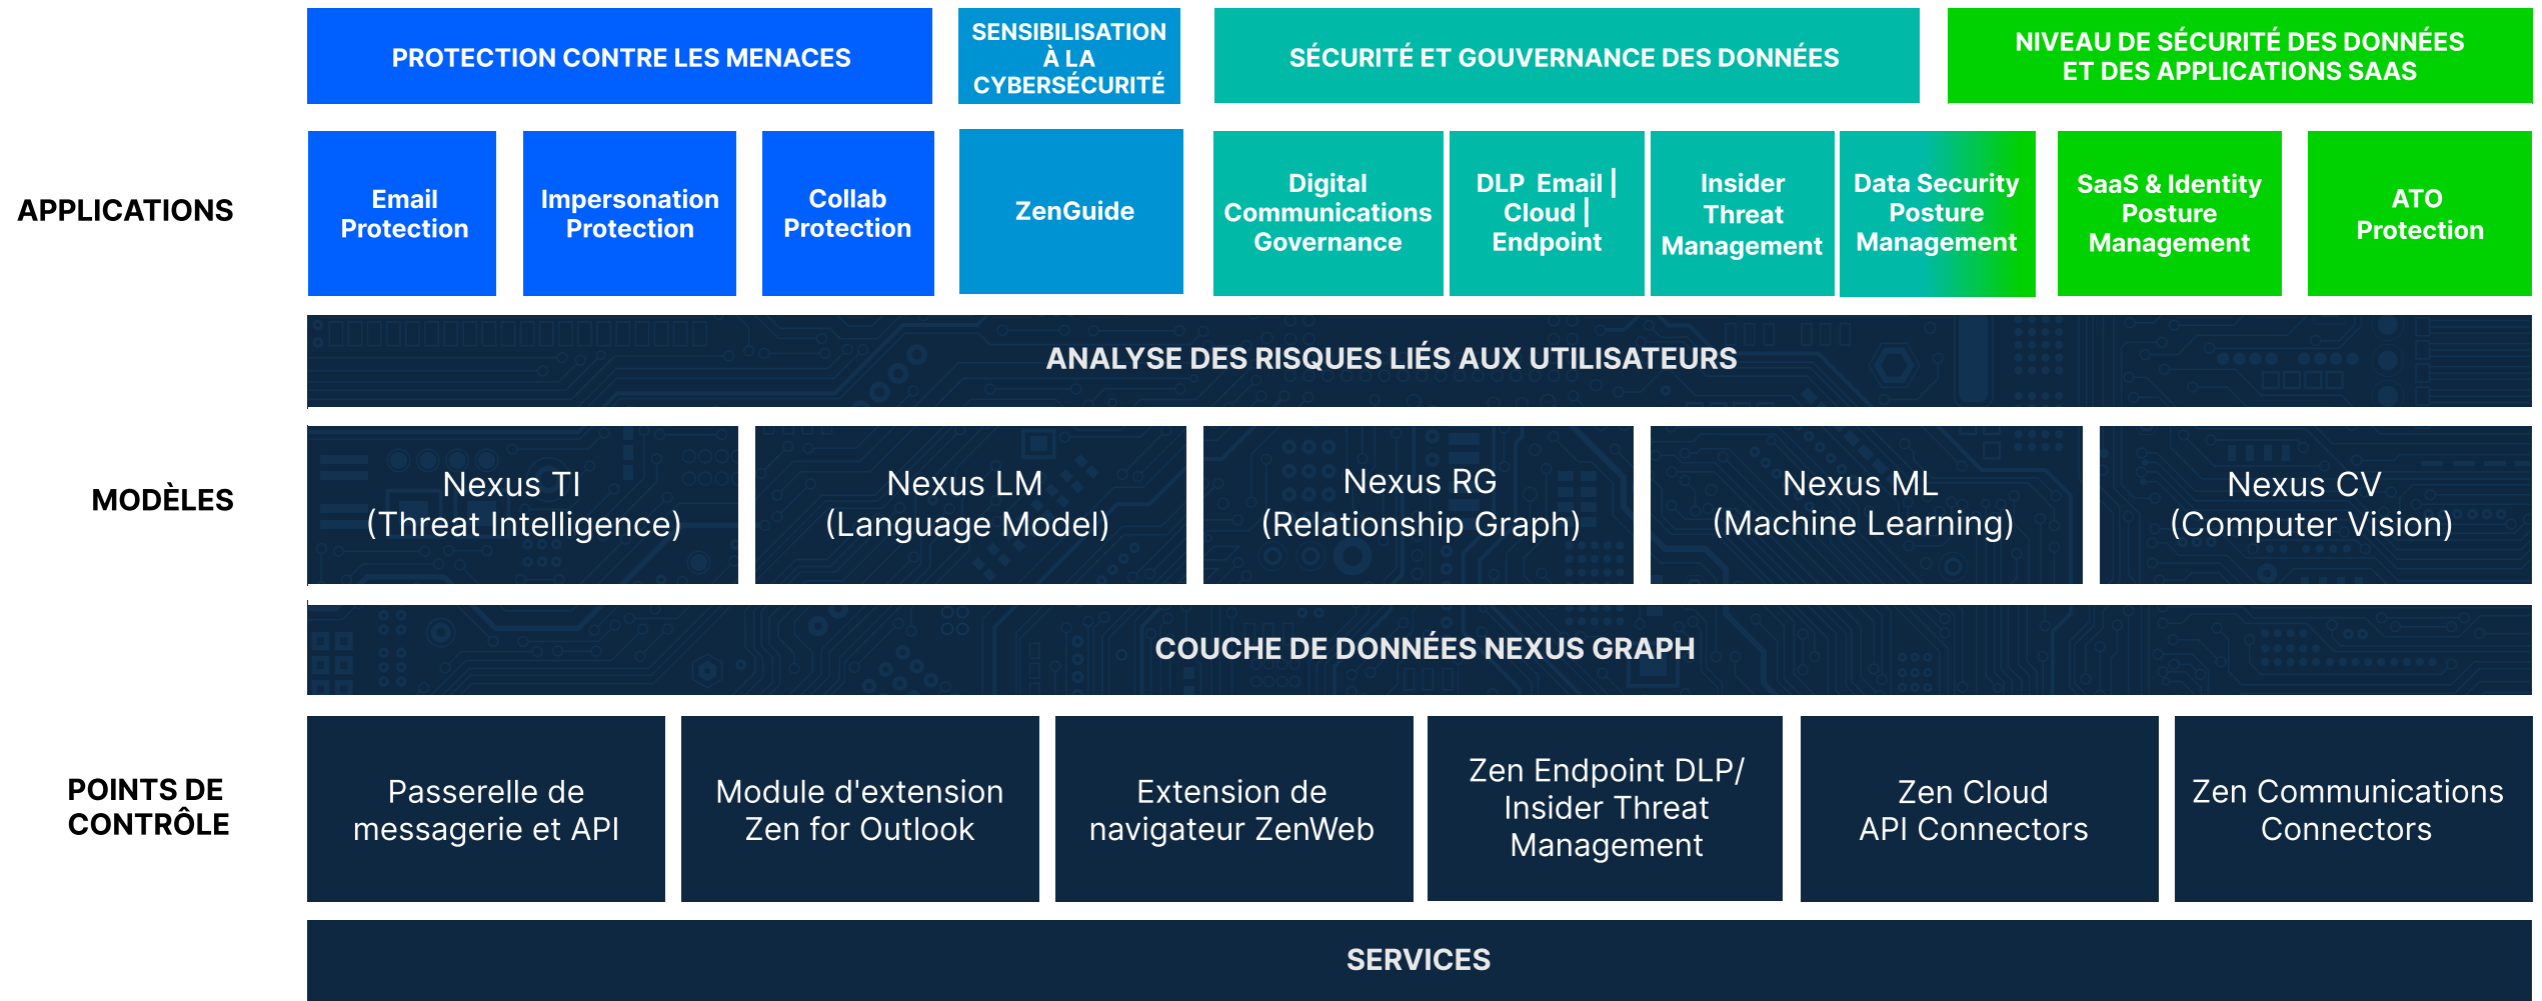 PROTECTION CONTRE LES MENACES
SENSIBILISATION
À LA
CYBERSÉCURITÉ
SÉCURITÉ ET GOUVERNANCE DES DONNÉES
NIVEAU DE SÉCURITÉ DES DONNÉES
ET DES APPLICATIONS SAAS
APPLICATIONS
Email
Protection
Impersonation
Protection
Collab
Protection
ZenGuide
Digital
Communications
Governance
DLP Email |
Cloud |
Endpoint
Insider
Threat
Management
Data Security
Posture
Management
SaaS & Identity
Posture
Management
ATO
Protection
ANALYSE DES RISQUES LIÉS AUX UTILISATEURS
MODÈLES
Nexus TI
(Threat Intelligence)
Nexus LM
(Language Model)
Nexus RG
(Relationship Graph)
Nexus ML
(Machine Learning)
Nexus CV
(Computer Vision)
COUCHE DE DONNÉES NEXUS GRAPH
POINTS DE
CONTRÔLE
Passerelle de
messagerie et API
Module d'extension
Zen for Outlook
Extension de
navigateur ZenWeb
Zen Endpoint DLP/
Insider Threat
Management
Zen Cloud
API Connectors
Zen Communications
Connectors
SERVICES